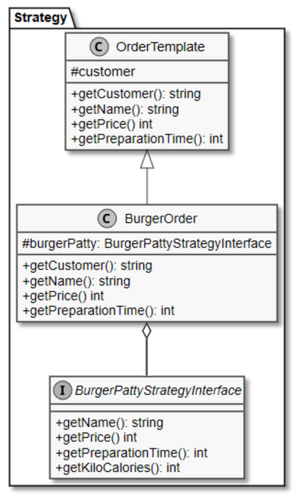 Strategy
C OrderTemplate
#customer
+getCustomer(): string
+getName(): string
+getPrice() int
+getPreparationTime(): int
C BurgerOrder
#burgerPatty: BurgerPattyStrategyInterface
+getCustomer(): string
+getName(): string
+getPrice() int
+getPreparationTime(): int
I BurgerPattyStrategyInterface
+getName(): string
+getPrice() int
+getPreparationTime(): int
+getKiloCalories(): int